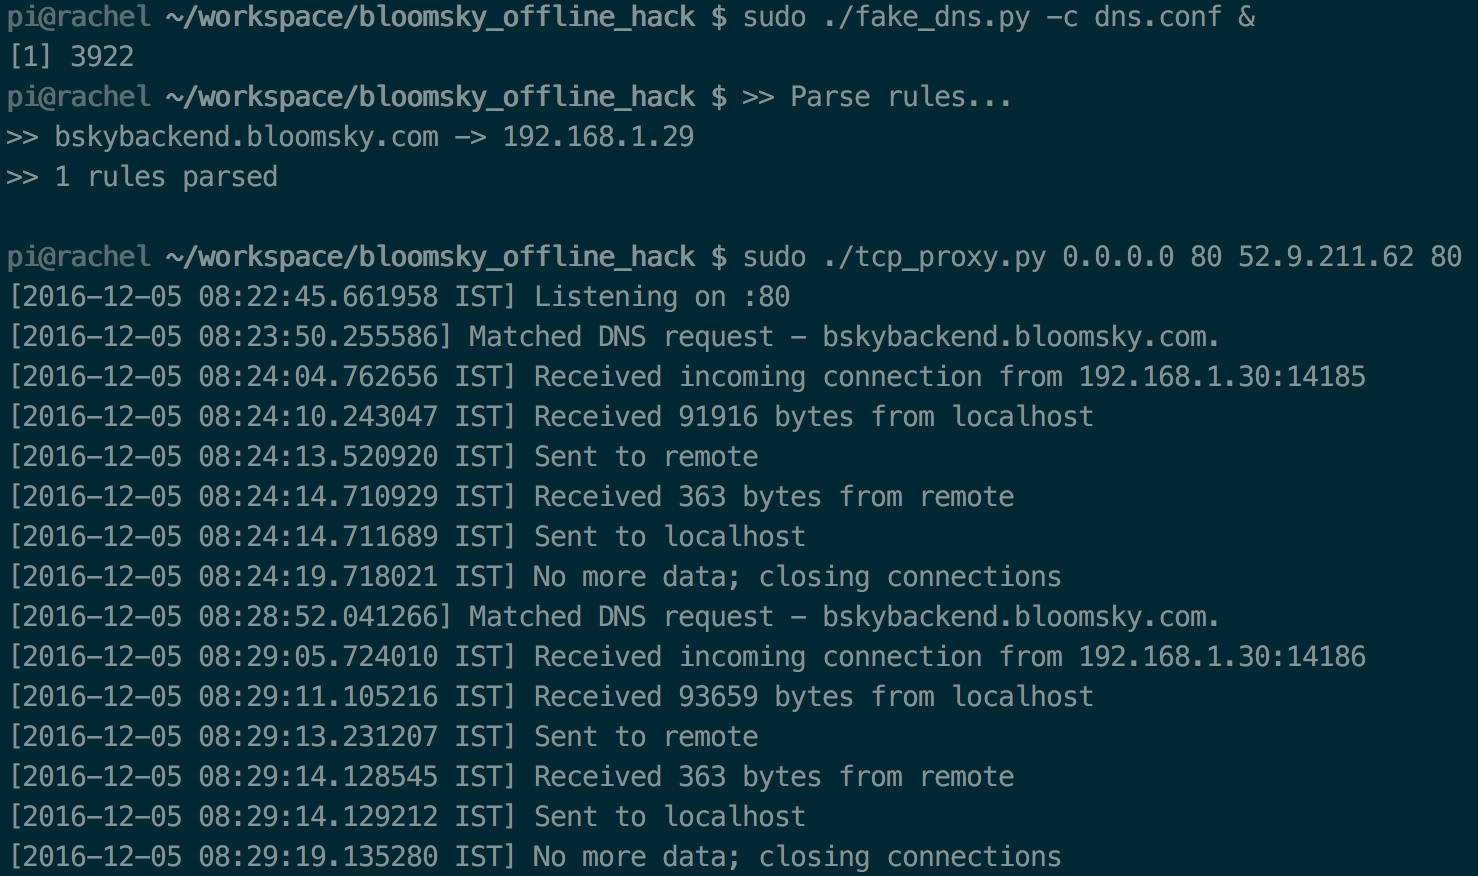 pi@rachel ~/workspace/bloomsky_offline_hack $ sudo ./fake_dns.py -c dns.conf &
[1] 3922
pi@rachel ~/workspace/bloomsky_offline_hack $ >> Parse rules...
>> bskybackend.bloomsky.com -> 192.168.1.29
>> 1 rules parsed

pi@rachel ~/workspace/bloomsky_offline_hack $ sudo ./tcp_proxy.py 0.0.0.0 80 52.9.211.62 80
[2016-12-05 08:22:45.661958 IST] Listening on :80
[2016-12-05 08:23:50.255586] Matched DNS request - bskybackend.bloomsky.com.
[2016-12-05 08:24:04.762656 IST] Received incoming connection from 192.168.1.30:14185
[2016-12-05 08:24:10.243047 IST] Received 91916 bytes from localhost
[2016-12-05 08:24:13.520920 IST] Sent to remote
[2016-12-05 08:24:14.710929 IST] Received 363 bytes from remote
[2016-12-05 08:24:14.711689 IST] Sent to localhost
[2016-12-05 08:24:19.718021 IST] No more data; closing connections
[2016-12-05 08:28:52.041266] Matched DNS request - bskybackend.bloomsky.com.
[2016-12-05 08:29:05.724010 IST] Received incoming connection from 192.168.1.30:14186
[2016-12-05 08:29:11.105216 IST] Received 93659 bytes from localhost
[2016-12-05 08:29:13.231207 IST] Sent to remote
[2016-12-05 08:29:14.128545 IST] Received 363 bytes from remote
[2016-12-05 08:29:14.129212 IST] Sent to localhost
[2016-12-05 08:29:19.135280 IST] No more data; closing connections